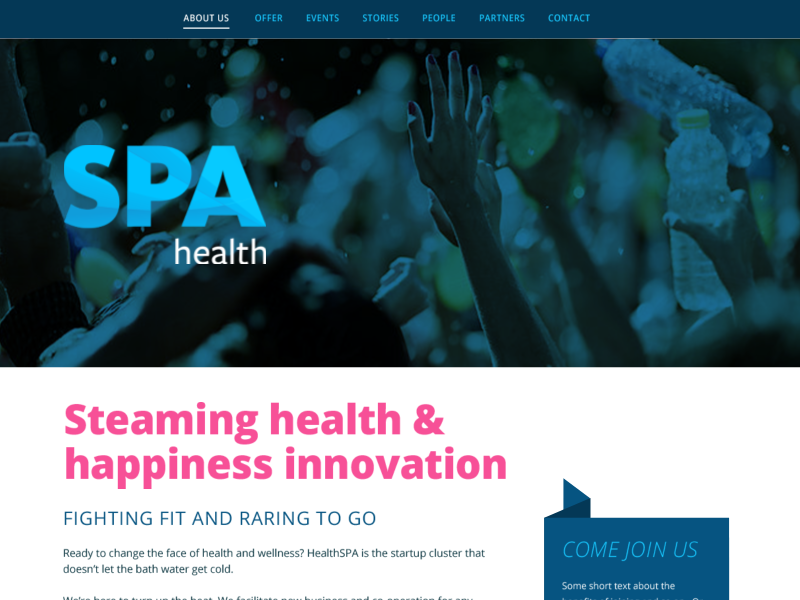 ABOUT US OFFER EVENTS STORIES PEOPLE PARTNERS CONTACT
SPA
health
Steaming health &
happiness innovation
FIGHTING FIT AND RARING TO GO
Ready to change the face of health and wellness? HealthSPA is the startup cluster that
doesn't let the bath water get cold.
We're here to turn up the heat. We facilitate new business and co-operation for any
COME JOIN US
Some short text about the